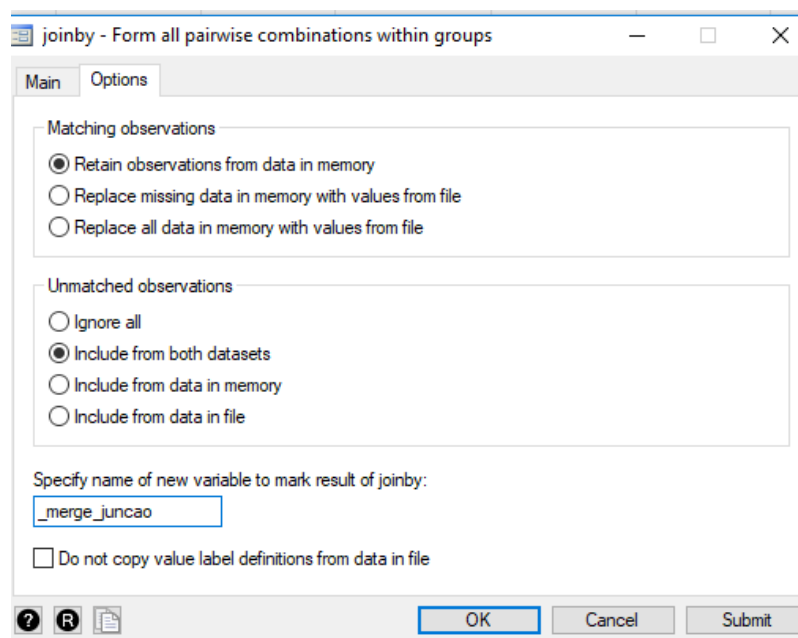 joinby - Form all pairwise combinations within groups
Main Options
Matching observations
Retain observations from data in memory
Replace missing data in memory with values from file
Replace all data in memory with values from file
Unmatched observations
Ignore all
Include from both datasets
Include from data in memory
Include from data in file
Specify name of new variable to mark result of joinby:
_merge_juncao
Do not copy value label definitions from data in file
? R OK Cancel Submit